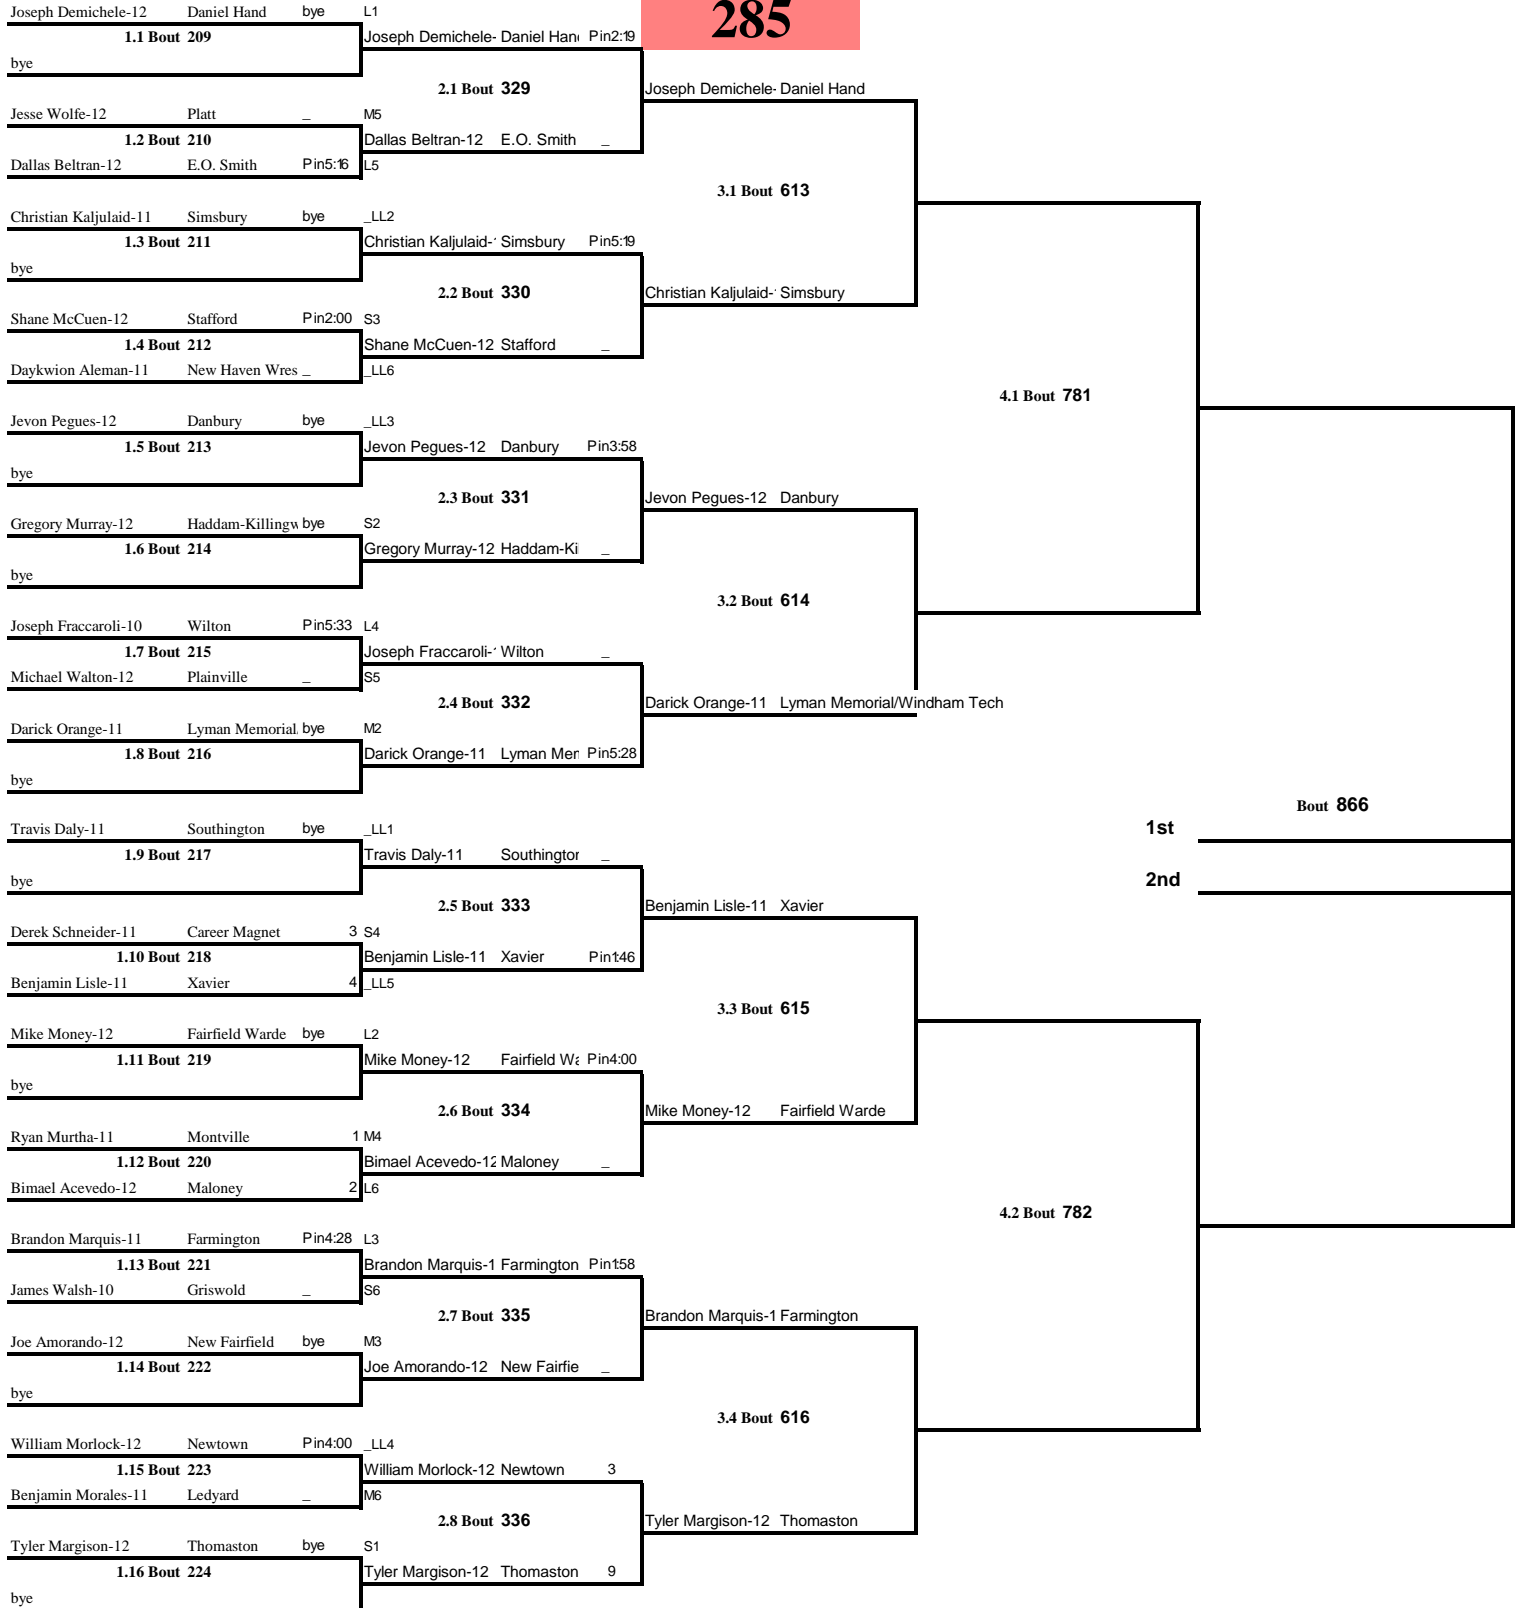 285
Joseph Demichele-12 Daniel Hand bye L1
1.1 Bout 209 Joseph Demichele- Daniel Han Pin2:19
bye
2.1 Bout 329 Joseph Demichele- Daniel Hand
Jesse Wolfe-12 Platt _ M5
1.2 Bout 210 Dallas Beltran-12 E.O. Smith _
Dallas Beltran-12 E.O. Smith Pin5:16 L5
3.1 Bout 613
Christian Kaljulaid-11 Simsbury bye _LL2
1.3 Bout 211 Christian Kaljulaid- Simsbury Pin5:19
bye
2.2 Bout 330 Christian Kaljulaid- Simsbury
Shane McCuen-12 Stafford Pin2:00 S3
1.4 Bout 212 Shane McCuen-12 Stafford _
Daykwion Aleman-11 New Haven Wres _ _LL6
4.1 Bout 781
Jevon Pegues-12 Danbury bye _LL3
1.5 Bout 213 Jevon Pegues-12 Danbury Pin3:58
bye
2.3 Bout 331 Jevon Pegues-12 Danbury
Gregory Murray-12 Haddam-Killingw bye S2
1.6 Bout 214 Gregory Murray-12 Haddam-Ki _
bye
3.2 Bout 614
Joseph Fraccaroli-10 Wilton Pin5:33 L4
1.7 Bout 215 Joseph Fraccaroli- Wilton _
Michael Walton-12 Plainville _ S5
2.4 Bout 332 Darick Orange-11 Lyman Memorial/Windham Tech
Darick Orange-11 Lyman Memorial bye M2
1.8 Bout 216 Darick Orange-11 Lyman Mem Pin5:28
bye
Bout 866
Travis Daly-11 Southington bye _LL1 1st
1.9 Bout 217 Travis Daly-11 Southington _
bye 2nd
2.5 Bout 333 Benjamin Lisle-11 Xavier
Derek Schneider-11 Career Magnet 3 S4
1.10 Bout 218 Benjamin Lisle-11 Xavier Pin1:46
Benjamin Lisle-11 Xavier 4 _LL5
3.3 Bout 615
Mike Money-12 Fairfield Warde bye L2
1.11 Bout 219 Mike Money-12 Fairfield Wa Pin4:00
bye
2.6 Bout 334 Mike Money-12 Fairfield Warde
Ryan Murtha-11 Montville 1 M4
1.12 Bout 220 Bimael Acevedo-12 Maloney _
Bimael Acevedo-12 Maloney 2 L6
4.2 Bout 782
Brandon Marquis-11 Farmington Pin4:28 L3
1.13 Bout 221 Brandon Marquis-1 Farmington Pin1:58
James Walsh-10 Griswold _ S6
2.7 Bout 335 Brandon Marquis-1 Farmington
Joe Amorando-12 New Fairfield bye M3
1.14 Bout 222 Joe Amorando-12 New Fairfie _
bye
3.4 Bout 616
William Morlock-12 Newtown Pin4:00 _LL4
1.15 Bout 223 William Morlock-12 Newtown 3
Benjamin Morales-11 Ledyard _ M6
2.8 Bout 336 Tyler Margison-12 Thomaston
Tyler Margison-12 Thomaston bye S1
1.16 Bout 224 Tyler Margison-12 Thomaston 9
bye